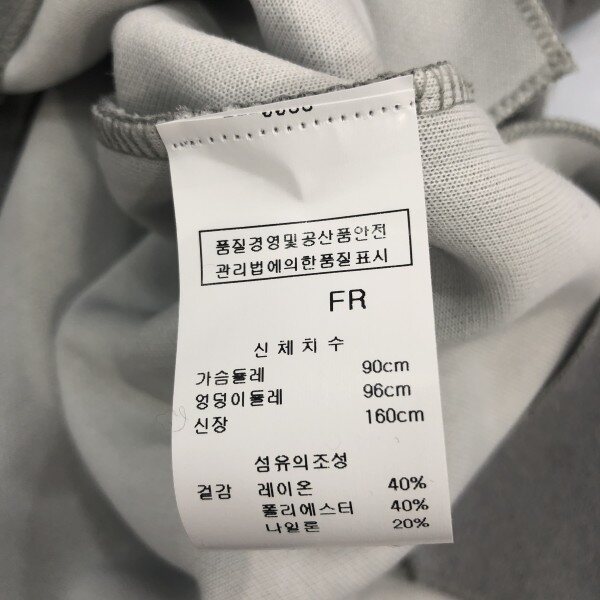 품질경영및공산품안전
관리법에의한품질표시
FR
신체치수
가슴둘레 90cm
엉덩이둘레 96cm
신장 160cm
섬유의조성
겉감 레이온 40%
폴리에스터 40%
나일론 20%